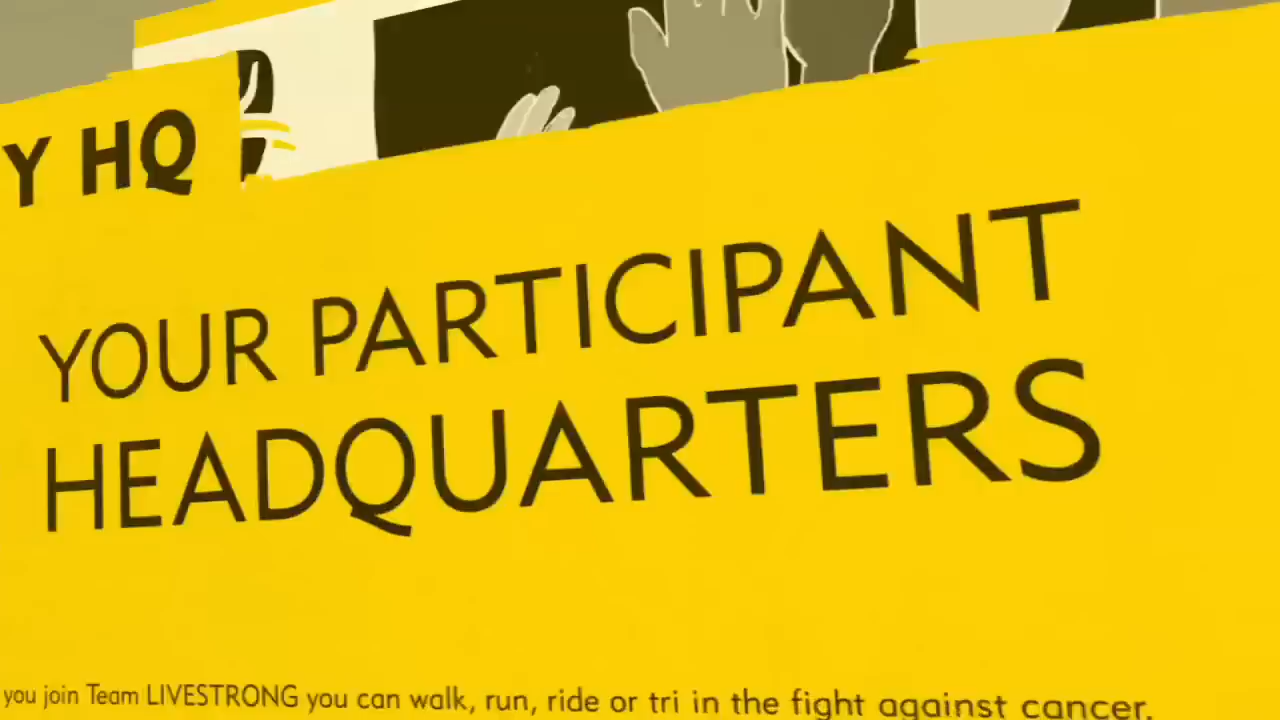 Y HQ
YOUR PARTICIPANT
HEADQUARTERS
you join Team LIVESTRONG you can walk, run, ride or tri in the fight against cancer.